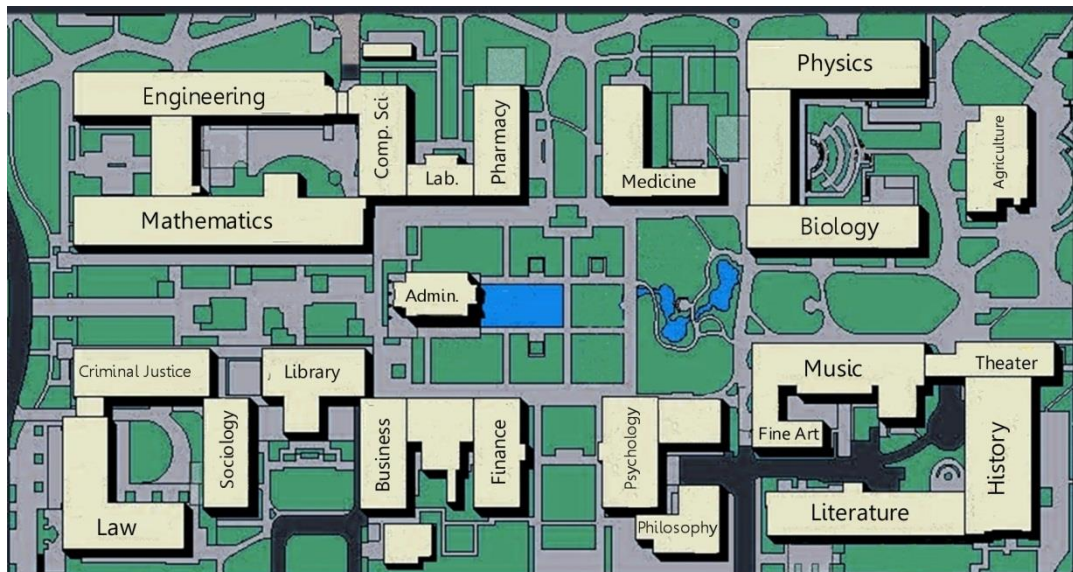 Physics
Engineering
Comp. Sci
Pharmacy
Agriculture
Lab.
Medicine
Mathematics
Biology
Admin.
Criminal Justice
Library
Music
Theater
Sociology
Business
Finance
Psychology
Fine Art
History
Law
Philosophy
Literature